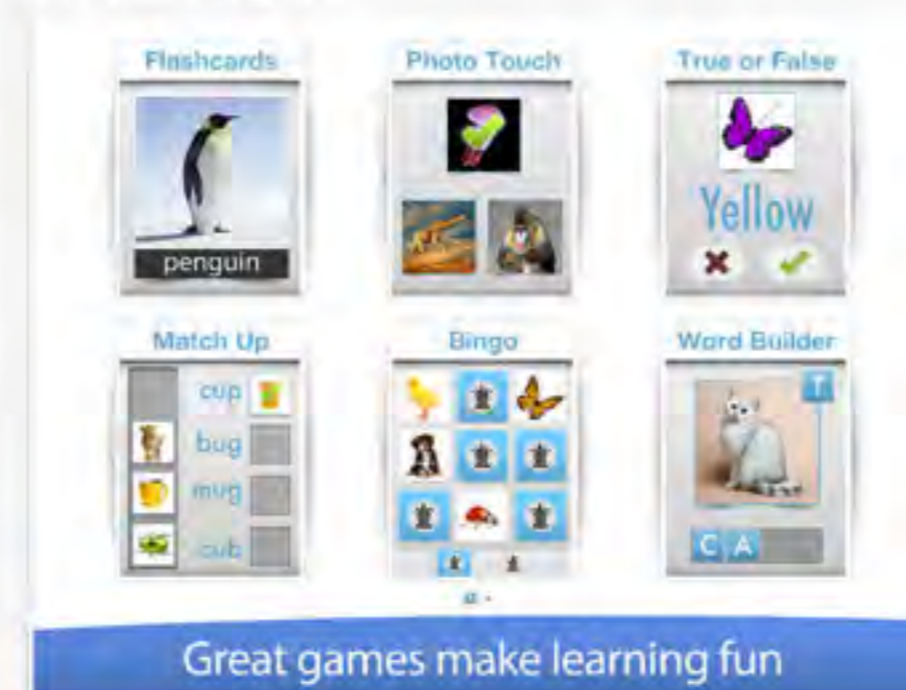 Flashcards
Photo Touch
True or False
penguin
Yellow
Match Up
Bingo
Word Builder
cup
bug
mug
cub
T
C A
Great games make learning fun